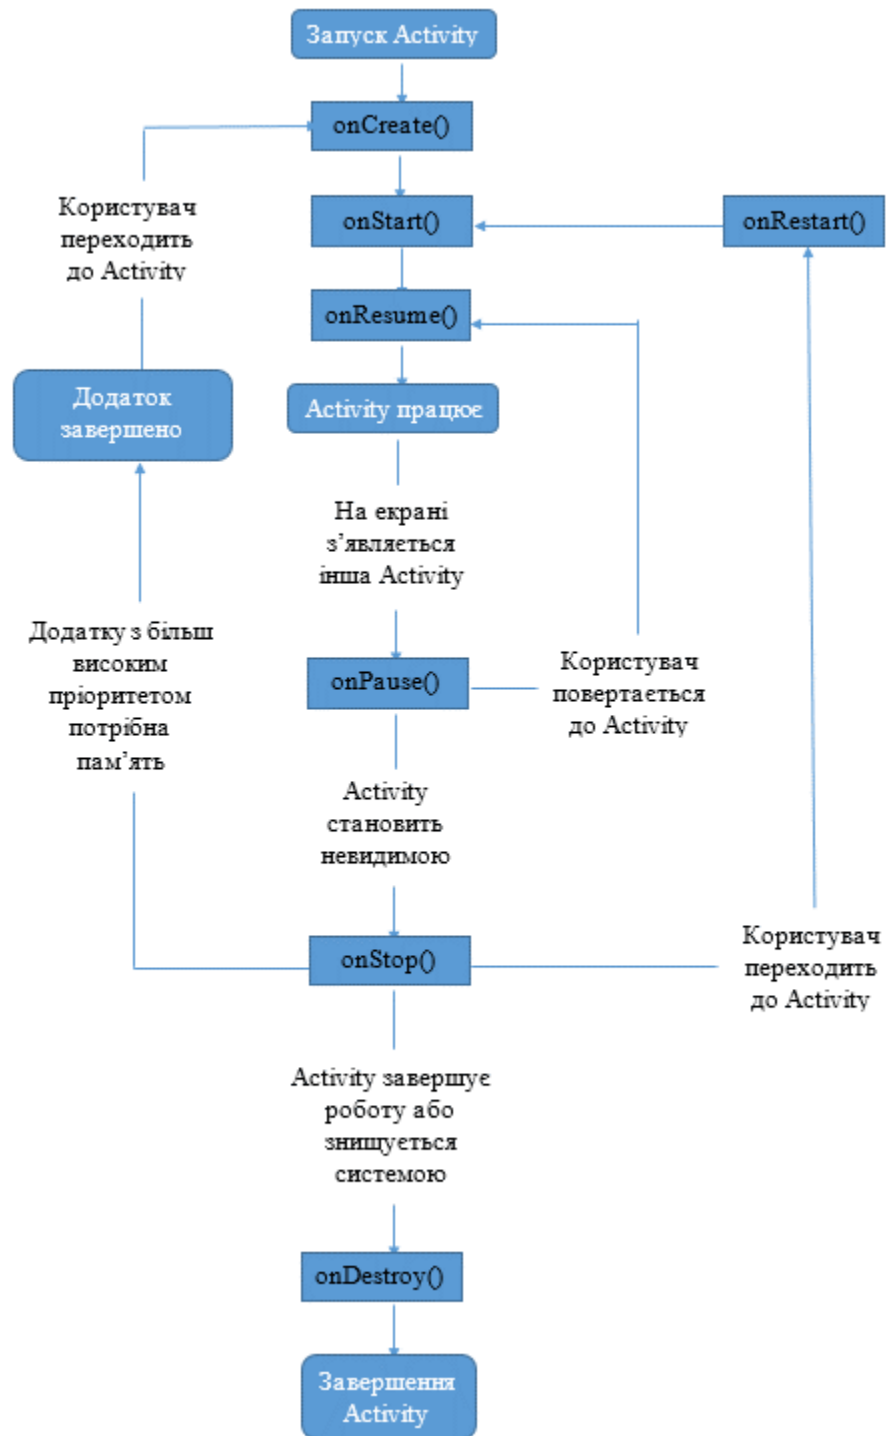 Запуск Activity
onCreate()
Користувач
переходить
до Activity
onStart()
onRestart()
onResume()
Додаток
завершено
Activity працює
На екрані
з’являється
інша Activity
Додатку з більш
високим
пріоритетом
потрібна
пам’ять
onPause()
Користувач
повертається
до Activity
Activity
становить
невидимою
onStop()
Користувач
переходить
до Activity
Activity завершує
роботу або
знищується
системою
onDestroy()
Завершення
Activity